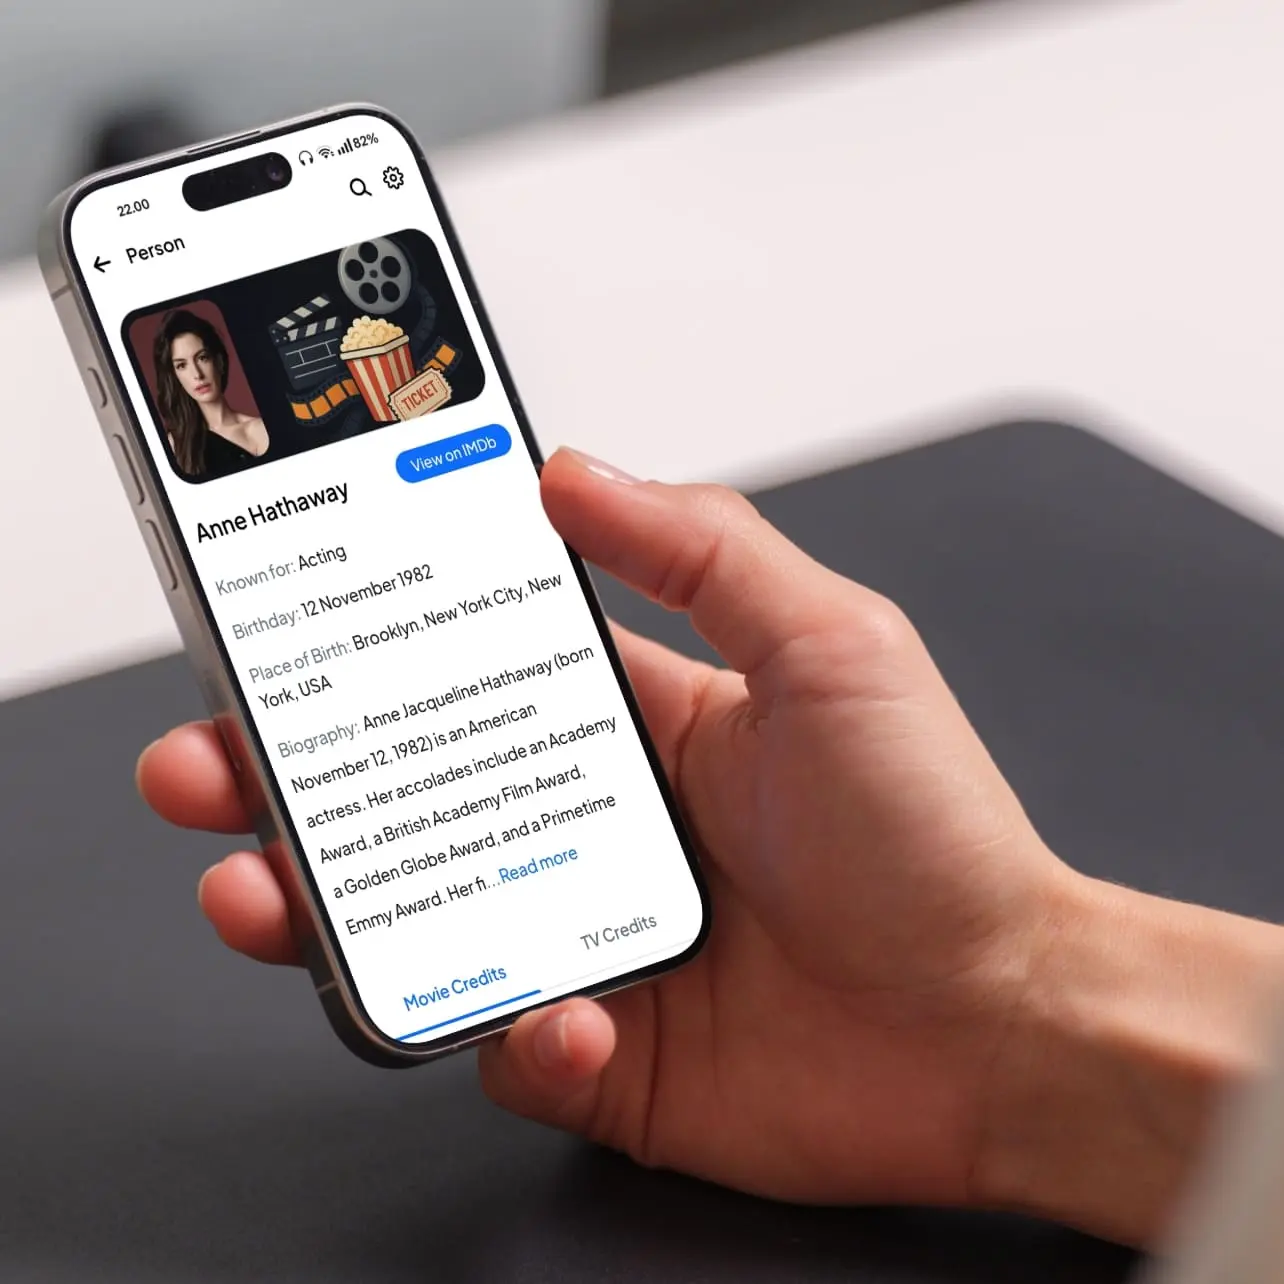 22.00
82%
Person
TICKET
View on IMDb
Anne Hathaway
Known for: Acting
Birthday: 12 November 1982
Place of Birth: Brooklyn, New York City, New
York, USA
Biography: Anne Jacqueline Hathaway (born
November 12, 1982) is an American
actress. Her accolades include an Academy
Award, a British Academy Film Award,
a Golden Globe Award, and a Primetime
Emmy Award. Her fi...Read more
Movie Credits
TV Credits